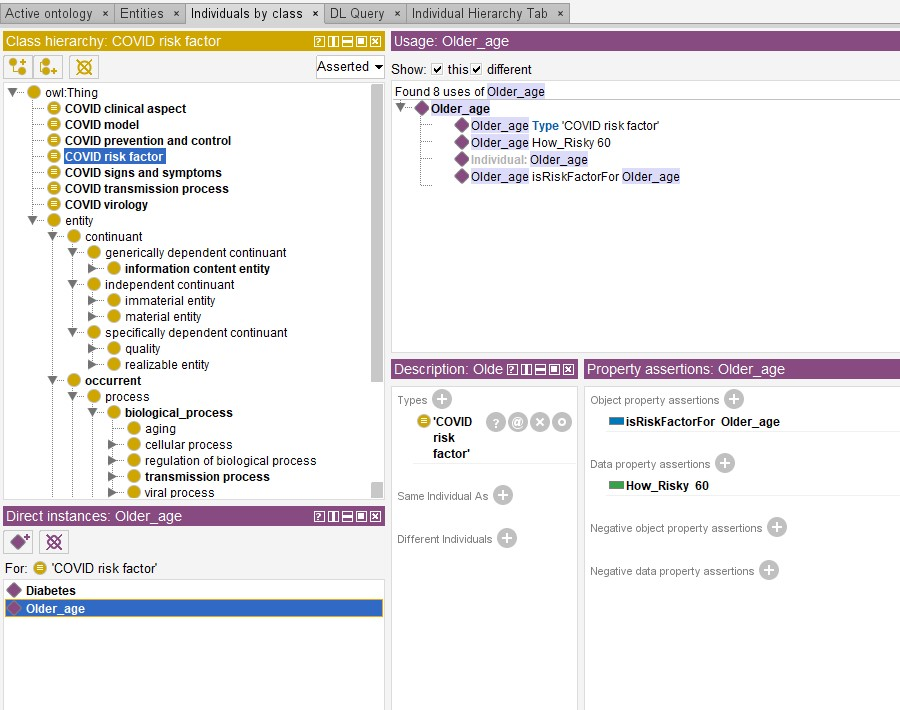 Active ontology × Entities × Individuals by class × DL Query × Individual Hierarchy Tab ×
Class hierarchy: COVID risk factor
Asserted
owl:Thing
COVID clinical aspect
COVID model
COVID prevention and control
COVID risk factor
COVID signs and symptoms
COVID transmission process
COVID virology
entity
continuant
generically dependent continuant
information content entity
independent continuant
immaterial entity
material entity
specifically dependent continuant
quality
realizable entity
occurrent
process
biological_process
aging
cellular process
regulation of biological process
transmission process
viral process
Direct instances: Older_age
For: 'COVID risk factor'
Diabetes
Older_age
Usage: Older_age
Show: this different
Found 8 uses of Older_age
Older_age
Older_age Type 'COVID risk factor'
Older_age How_Risky 60
Individual: Older_age
Older_age isRiskFactorFor Older_age
Description: Olde
Types
'COVID
risk
factor'
? @ × o
Same Individual As
Different Individuals
Property assertions: Older_age
Object property assertions
isRiskFactorFor Older_age
Data property assertions
How_Risky 60
Negative object property assertions
Negative data property assertions